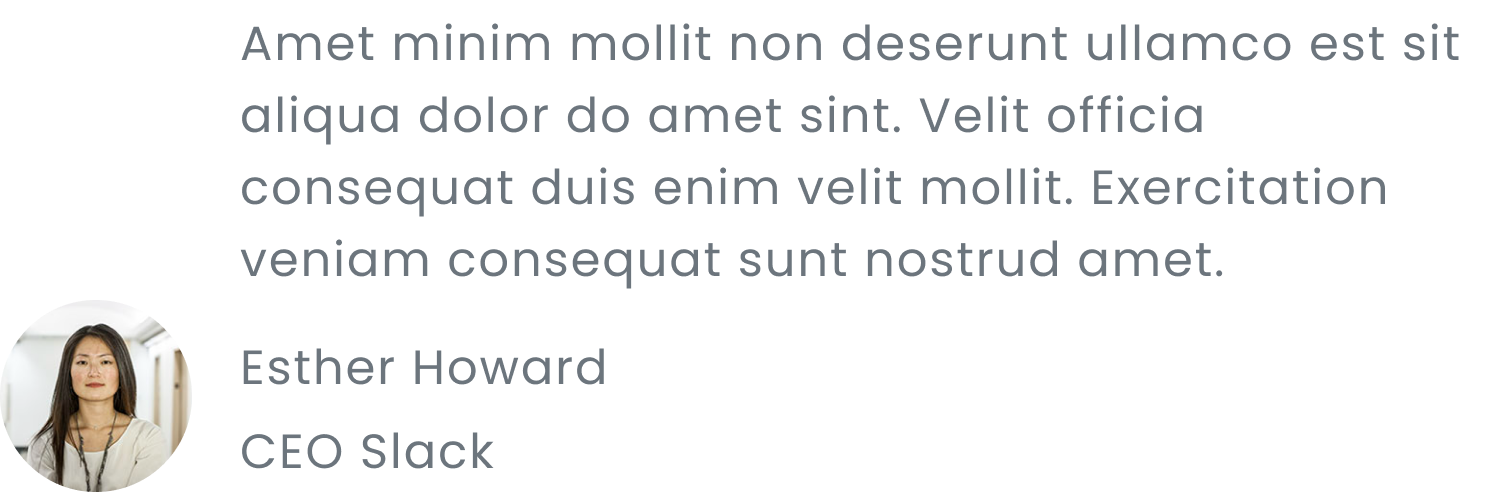 Amet minim mollit non deserunt ullamco est sit
aliqua dolor do amet sint. Velit officia
consequat duis enim velit mollit. Exercitation
veniam consequat sunt nostrud amet.
Esther Howard
CEO Slack